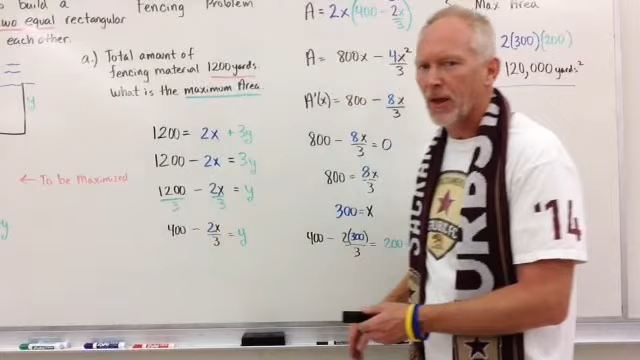 o build a
Fencing Problem
two equal rectangular
each other.
=
y
← To be maximized
y
a.) Total amount of
fencing material 1200 yards.
what is the maximum Area.
1200 = 2x + 3y
1200 - 2x = 3y
1200/3 - 2x/3 = y
400 - 2x/3 = y
A = 2x(400 - 2x/3)
A = 800x - 4x²/3
A'(x) = 800 - 8x/3
800 - 8x/3 = 0
800 = 8x/3
300 = x
400 - 2(300)/3 = 200
Max Area
2(300)(200)
120,000 yards²
'14